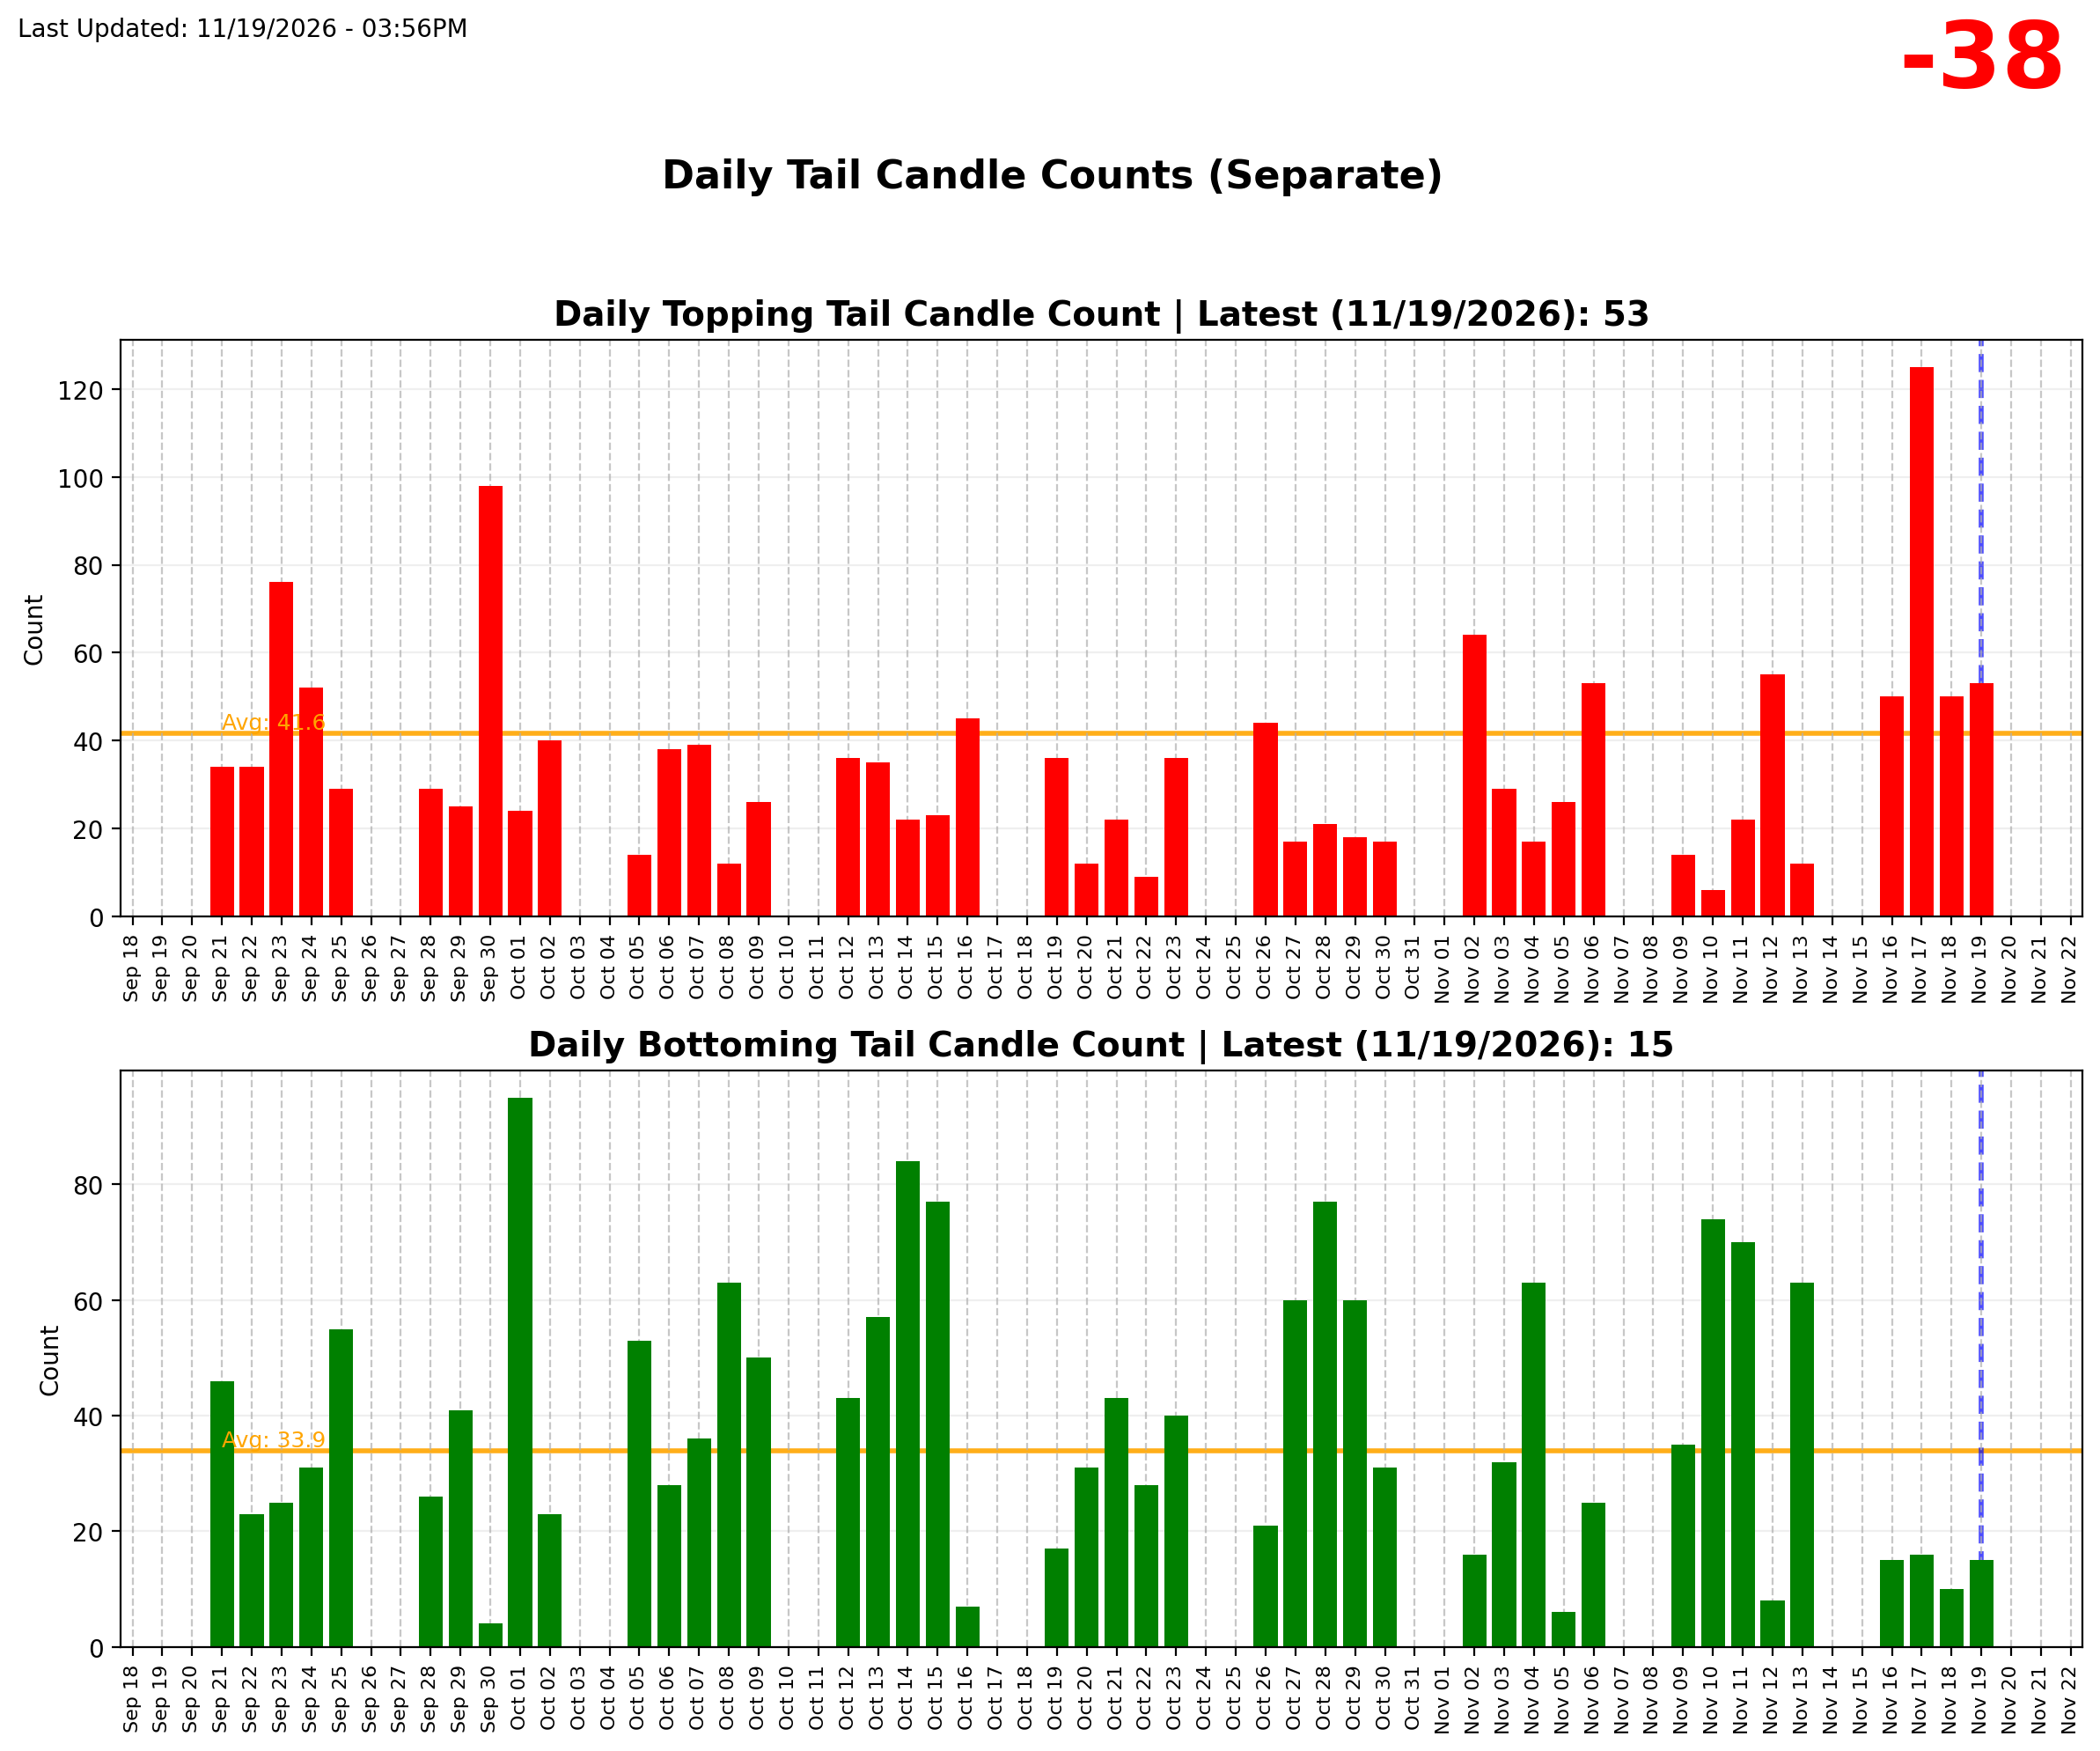 Last Updated: 11/19/2026 - 03:56PM
-38
Daily Tail Candle Counts (Separate)
Daily Topping Tail Candle Count | Latest (11/19/2026): 53
Count
120
100
80
60
40
20
0
Avg: 41.6
Sep 18
Sep 19
Sep 20
Sep 21
Sep 22
Sep 23
Sep 24
Sep 25
Sep 26
Sep 27
Sep 28
Sep 29
Sep 30
Oct 01
Oct 02
Oct 03
Oct 04
Oct 05
Oct 06
Oct 07
Oct 08
Oct 09
Oct 10
Oct 11
Oct 12
Oct 13
Oct 14
Oct 15
Oct 16
Oct 17
Oct 18
Oct 19
Oct 20
Oct 21
Oct 22
Oct 23
Oct 24
Oct 25
Oct 26
Oct 27
Oct 28
Oct 29
Oct 30
Oct 31
Nov 01
Nov 02
Nov 03
Nov 04
Nov 05
Nov 06
Nov 07
Nov 08
Nov 09
Nov 10
Nov 11
Nov 12
Nov 13
Nov 14
Nov 15
Nov 16
Nov 17
Nov 18
Nov 19
Nov 20
Nov 21
Nov 22
Daily Bottoming Tail Candle Count | Latest (11/19/2026): 15
Count
80
60
40
20
0
Avg: 33.9
Sep 18
Sep 19
Sep 20
Sep 21
Sep 22
Sep 23
Sep 24
Sep 25
Sep 26
Sep 27
Sep 28
Sep 29
Sep 30
Oct 01
Oct 02
Oct 03
Oct 04
Oct 05
Oct 06
Oct 07
Oct 08
Oct 09
Oct 10
Oct 11
Oct 12
Oct 13
Oct 14
Oct 15
Oct 16
Oct 17
Oct 18
Oct 19
Oct 20
Oct 21
Oct 22
Oct 23
Oct 24
Oct 25
Oct 26
Oct 27
Oct 28
Oct 29
Oct 30
Oct 31
Nov 01
Nov 02
Nov 03
Nov 04
Nov 05
Nov 06
Nov 07
Nov 08
Nov 09
Nov 10
Nov 11
Nov 12
Nov 13
Nov 14
Nov 15
Nov 16
Nov 17
Nov 18
Nov 19
Nov 20
Nov 21
Nov 22